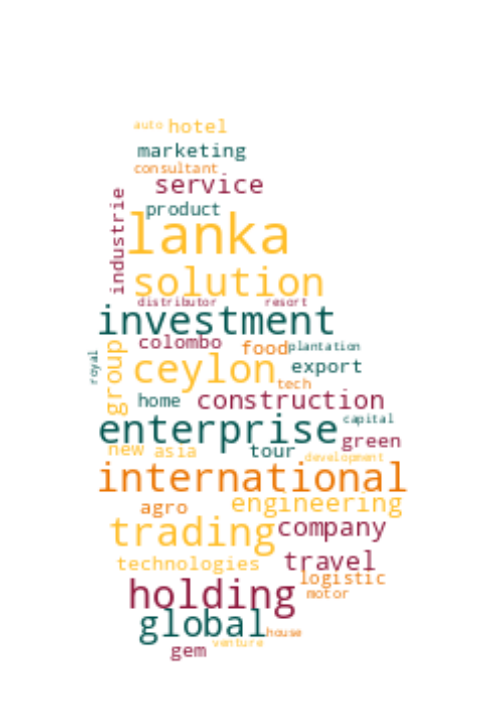 auto hotel
marketing
consultant
service
industrie
product
lanka
solution
distributor resort
investment
colombo food plantation
royal
group
ceylon export
tech
home construction
enterprise capital
green
new asia tour development
international
agro engineering
trading company
technologies travel
logistic
holding motor
global house
venture
gem